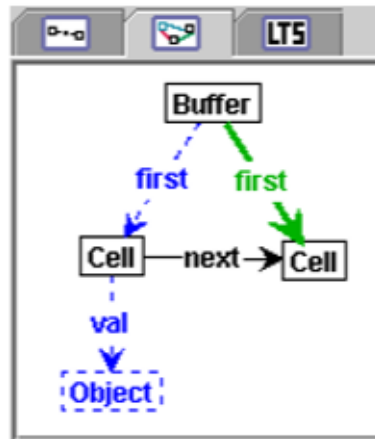 LTS
Buffer
first first
Cell next Cell
val
Object